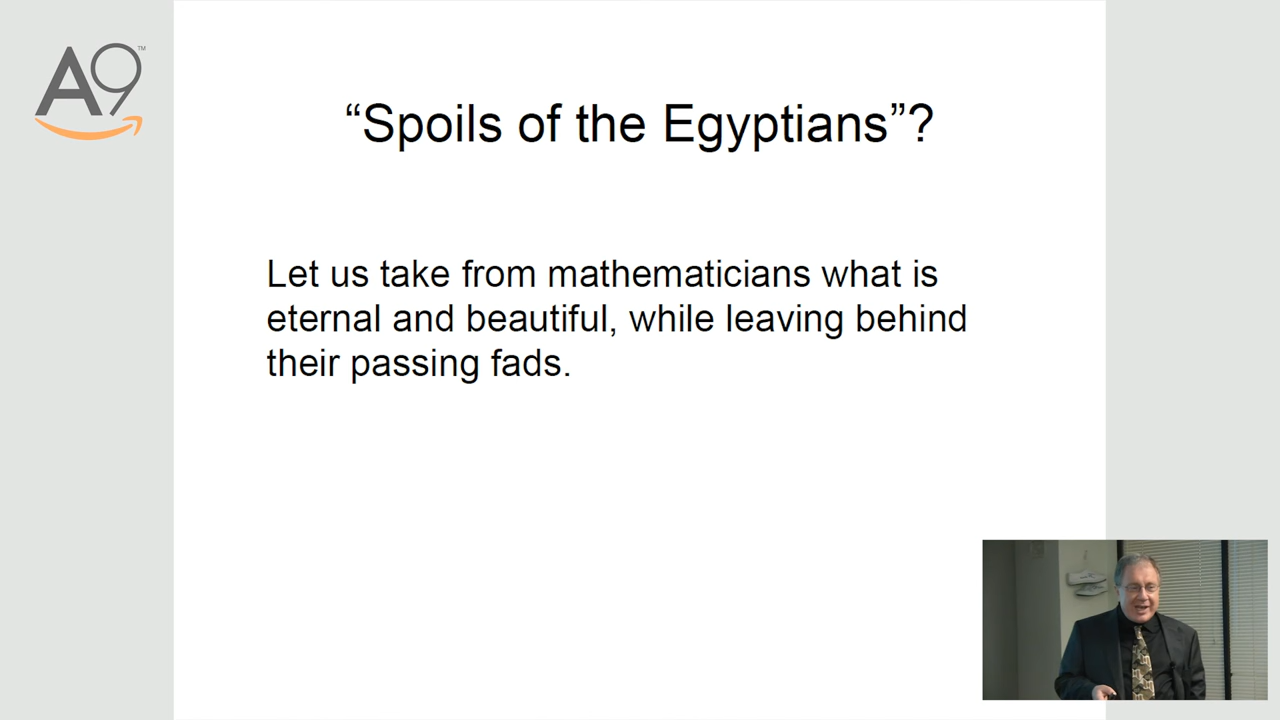 A9™
“Spoils of the Egyptians”?
Let us take from mathematicians what is
eternal and beautiful, while leaving behind
their passing fads.